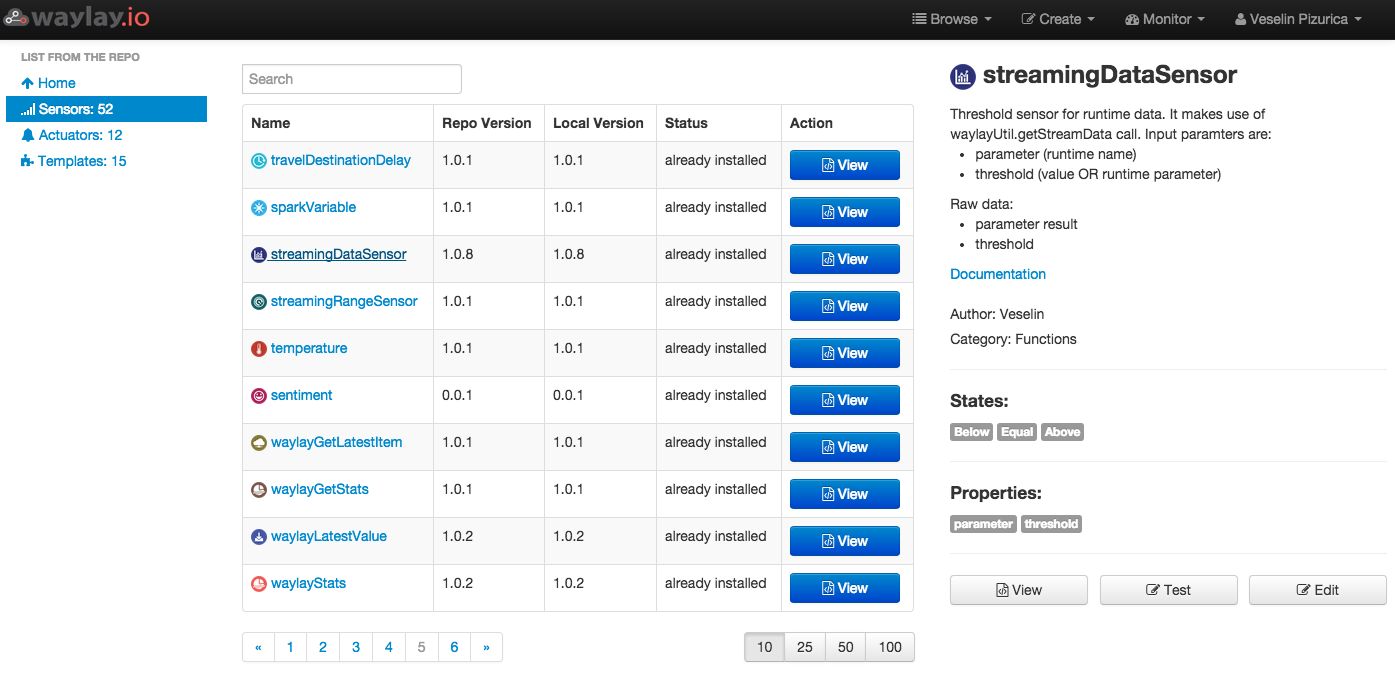 waylay.io
Browse
Create
Monitor
Veselin Pizurica
LIST FROM THE REPO
Home
Sensors: 52
Actuators: 12
Templates: 15
Search
Name Repo Version Local Version Status Action
travelDestinationDelay 1.0.1 1.0.1 already installed View
sparkVariable 1.0.1 1.0.1 already installed View
streamingDataSensor 1.0.8 1.0.8 already installed View
streamingRangeSensor 1.0.1 1.0.1 already installed View
temperature 1.0.1 1.0.1 already installed View
sentiment 0.0.1 0.0.1 already installed View
waylayGetLatestItem 1.0.1 1.0.1 already installed View
waylayGetStats 1.0.1 1.0.1 already installed View
waylayLatestValue 1.0.2 1.0.2 already installed View
waylayStats 1.0.2 1.0.2 already installed View
« 1 2 3 4 5 6 »
10 25 50 100
streamingDataSensor
Threshold sensor for runtime data. It makes use of
waylayUtil.getStreamData call. Input paramters are:
• parameter (runtime name)
• threshold (value OR runtime parameter)
Raw data:
• parameter result
• threshold
Documentation
Author: Veselin
Category: Functions
States:
Below Equal Above
Properties:
parameter threshold
View Test Edit